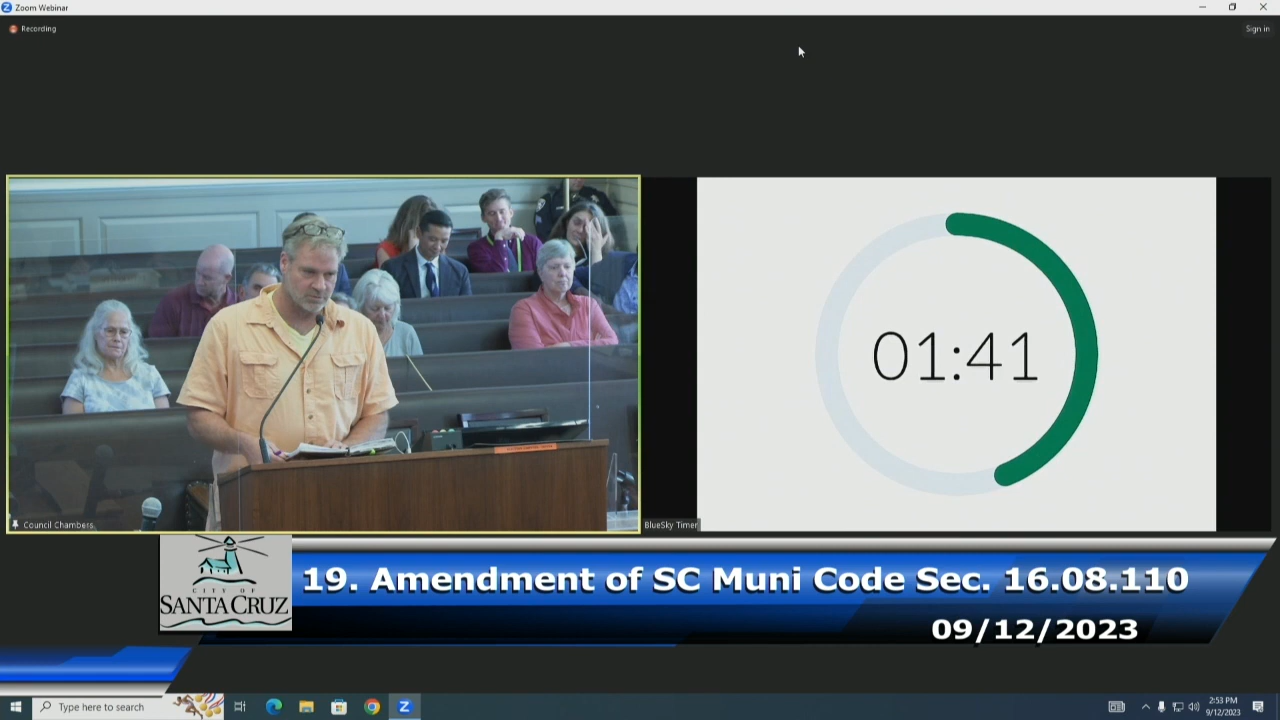 Zoom Webinar
Recording
Sign in
01:41
Council Chambers
BlueSky Timer
CITY OF
SANTA CRUZ
19. Amendment of SC Muni Code Sec. 16.08.110
09/12/2023
Type here to search
2:53 PM
9/12/2023